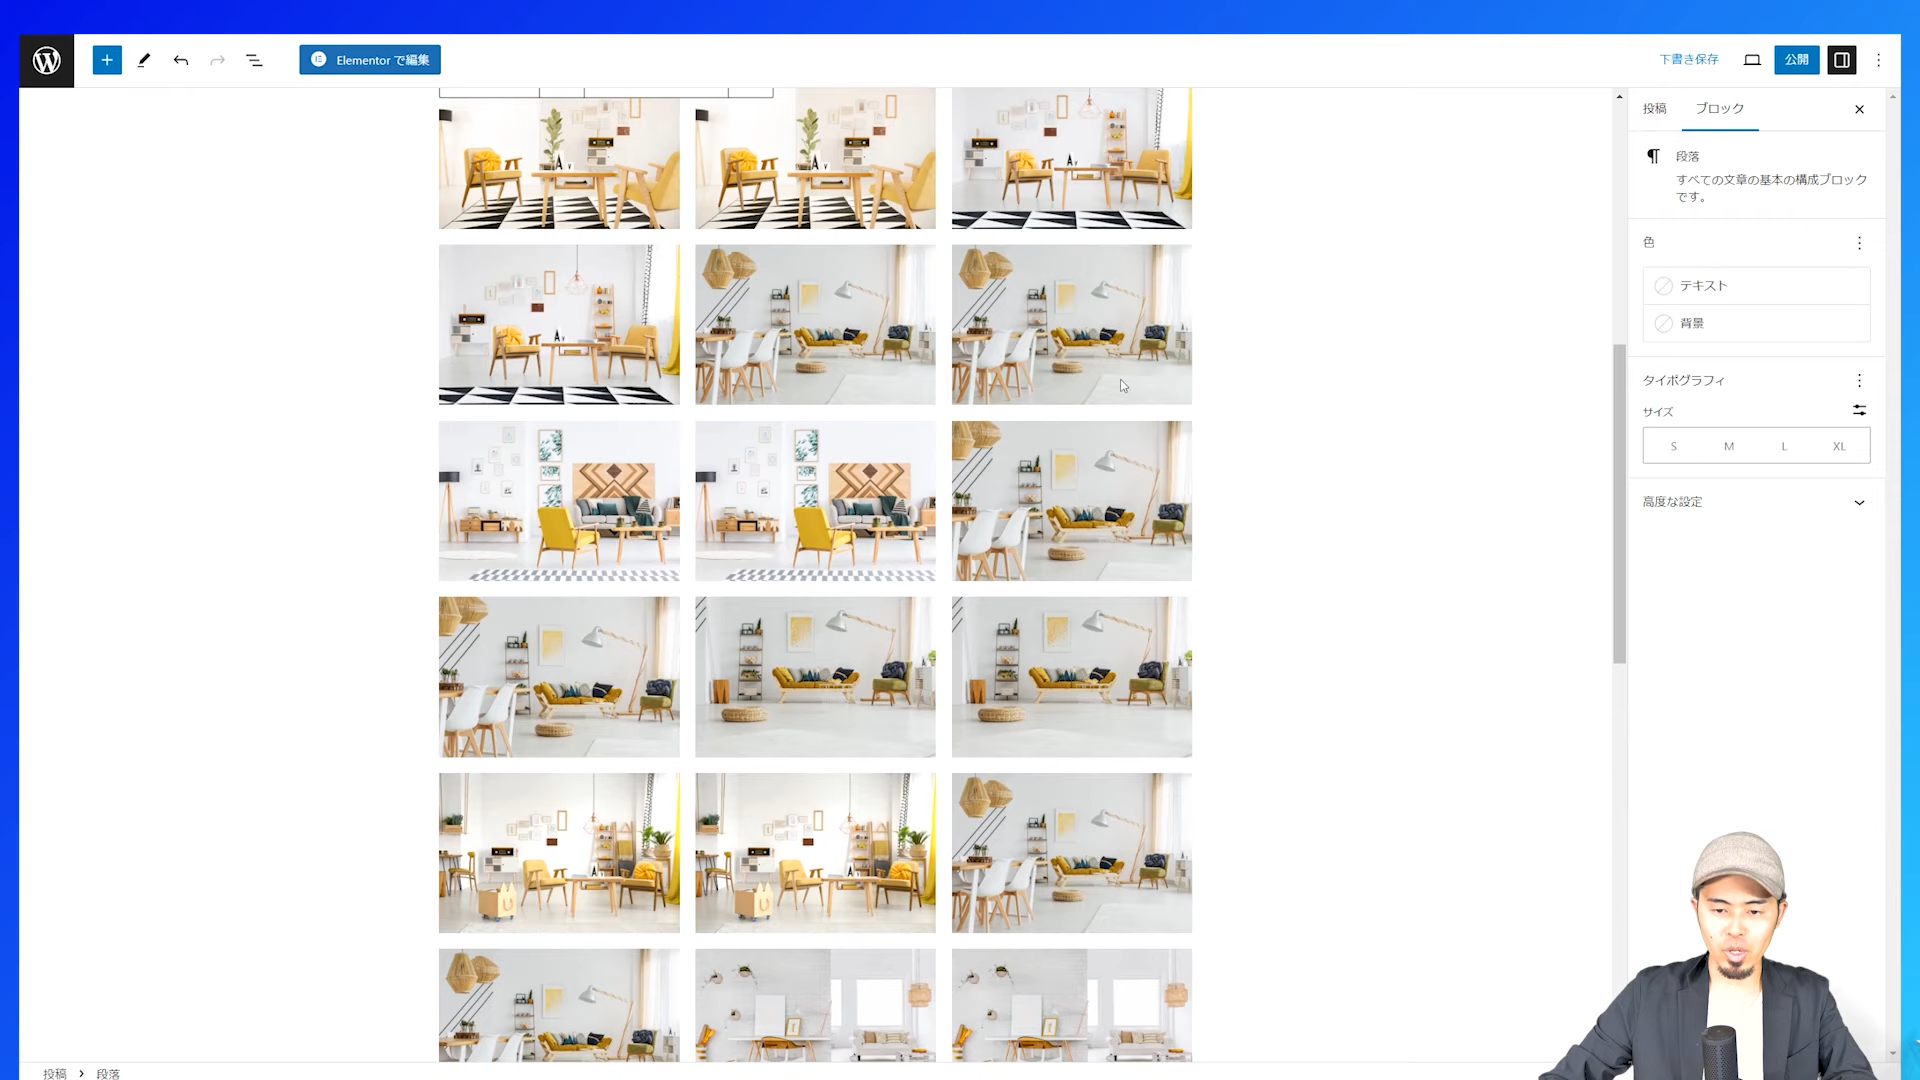 Elementor で編集
下書き保存
公開
投稿
ブロック
段落
すべての文章の基本の構成ブロック
です。
色
テキスト
背景
タイポグラフィ
サイズ
S M L XL
高度な設定
投稿 › 段落